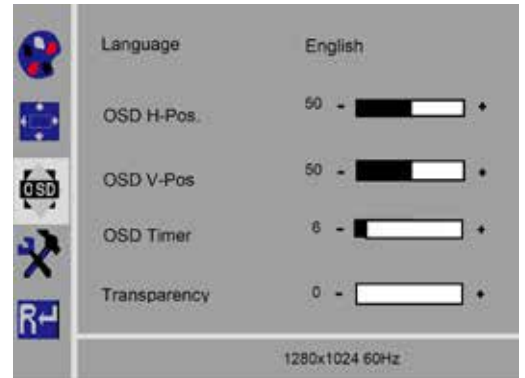 Language English
OSD H-Pos. 50 - +
OSD V-Pos 50 - +
OSD
OSD Timer 6 - +
Transparency 0 - +
R
1280x1024 60Hz